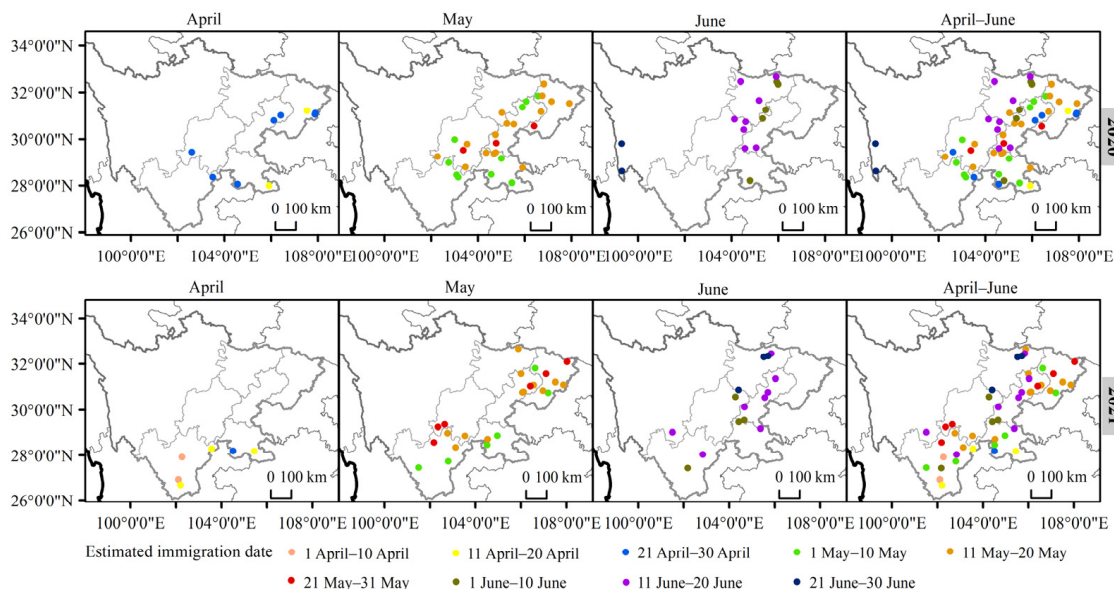 April May June April–June
34°0'0"N
32°0'0"N
30°0'0"N
28°0'0"N
26°0'0"N
0 100 km 0 100 km 0 100 km 0 100 km
2020
100°0'0"E 104°0'0"E 108°0'0"E 100°0'0"E 104°0'0"E 108°0'0"E 100°0'0"E 104°0'0"E 108°0'0"E 100°0'0"E 104°0'0"E 108°0'0"E
April May June April–June
34°0'0"N
32°0'0"N
30°0'0"N
28°0'0"N
26°0'0"N
0 100 km 0 100 km 0 100 km 0 100 km
2021
100°0'0"E 104°0'0"E 108°0'0"E 100°0'0"E 104°0'0"E 108°0'0"E 100°0'0"E 104°0'0"E 108°0'0"E 100°0'0"E 104°0'0"E 108°0'0"E
Estimated immigration date 1 April–10 April 11 April–20 April 21 April–30 April 1 May–10 May 11 May–20 May
21 May–31 May 1 June–10 June 11 June–20 June 21 June–30 June